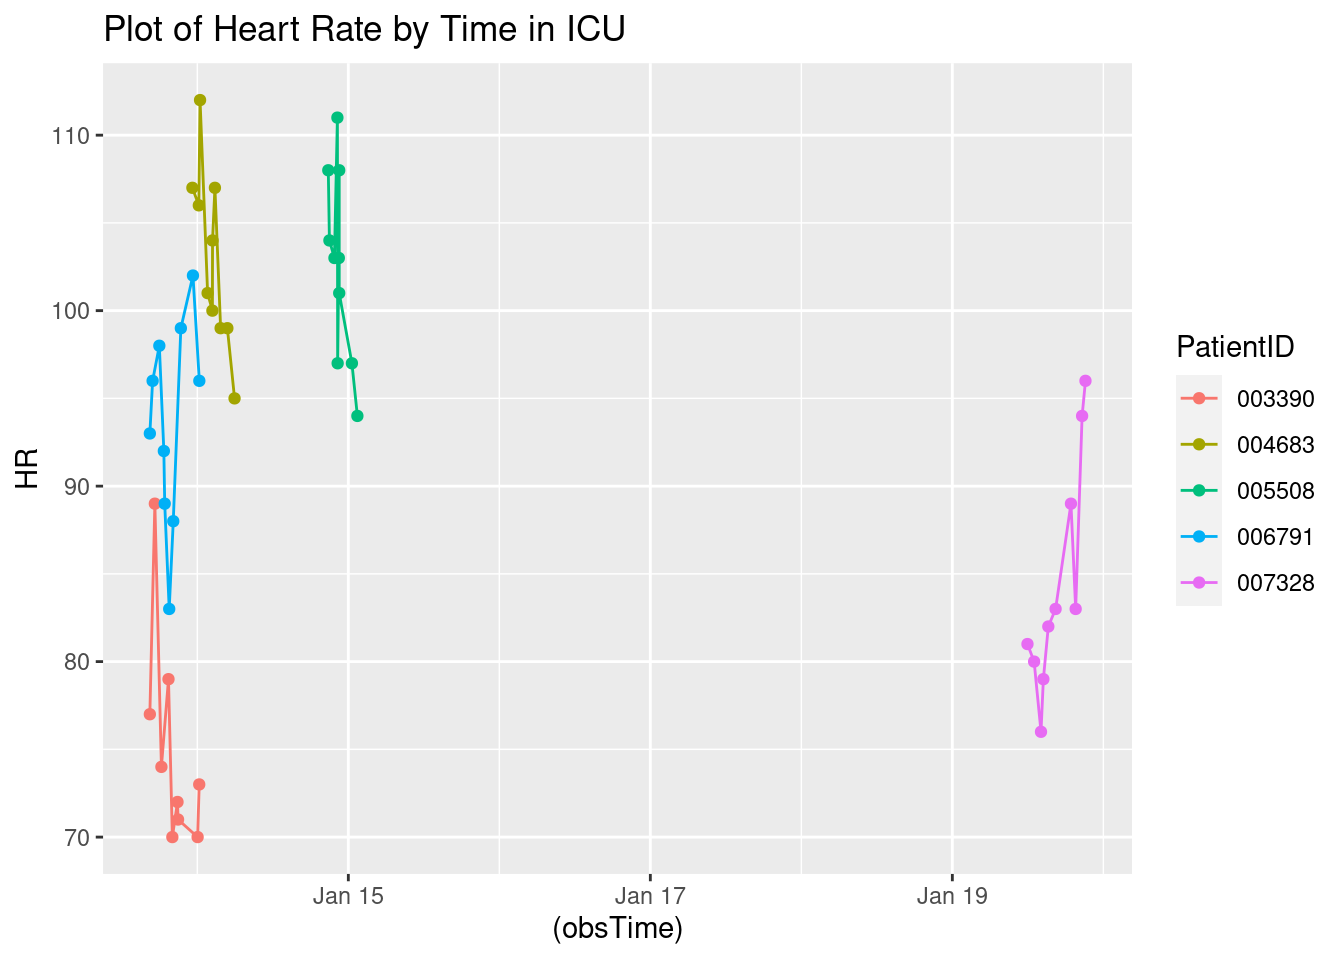 Plot of Heart Rate by Time in ICU
110
100
90
80
70
HR
Jan 15
Jan 17
Jan 19
(obsTime)
PatientID
003390
004683
005508
006791
007328